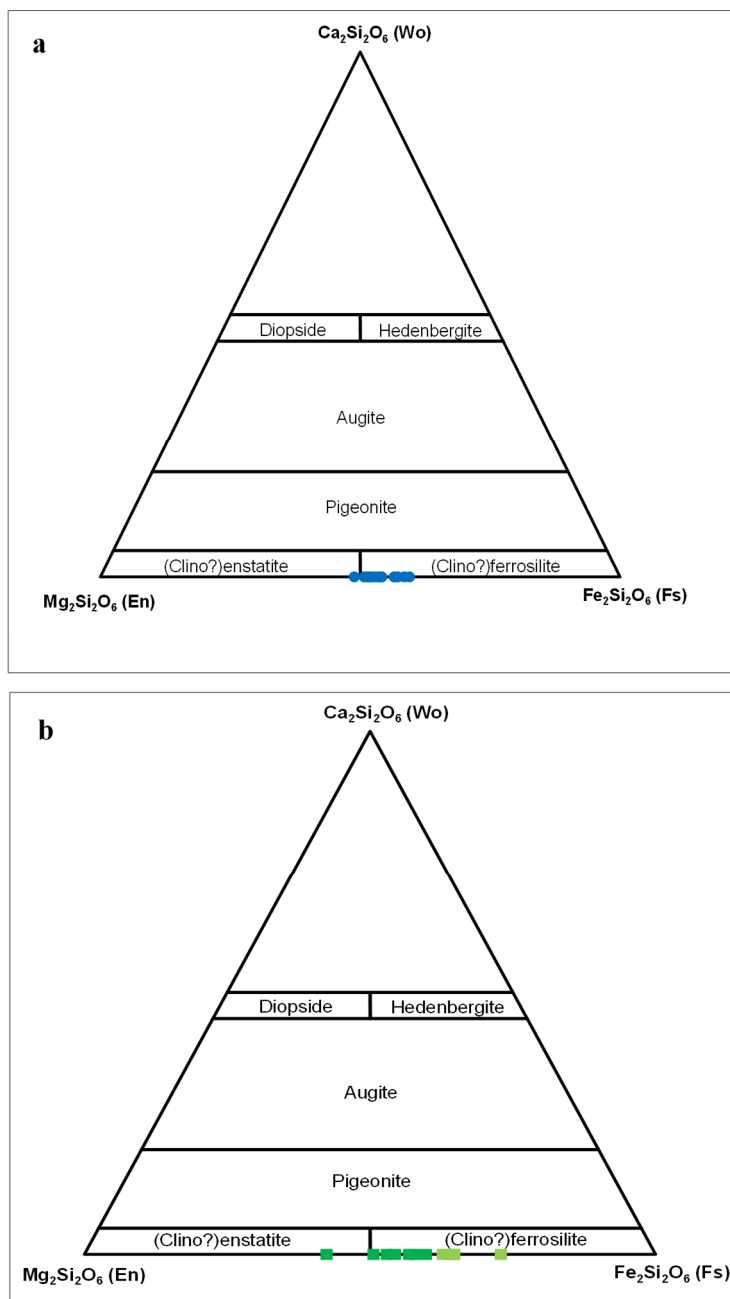 a
Ca₂Si₂O₆ (Wo)
Diopside Hedenbergite
Augite
Pigeonite
(Clino?)enstatite (Clino?)ferrosilite
Mg₂Si₂O₆ (En) Fe₂Si₂O₆ (Fs)
b
Ca₂Si₂O₆ (Wo)
Diopside Hedenbergite
Augite
Pigeonite
(Clino?)enstatite (Clino?)ferrosilite
Mg₂Si₂O₆ (En) Fe₂Si₂O₆ (Fs)